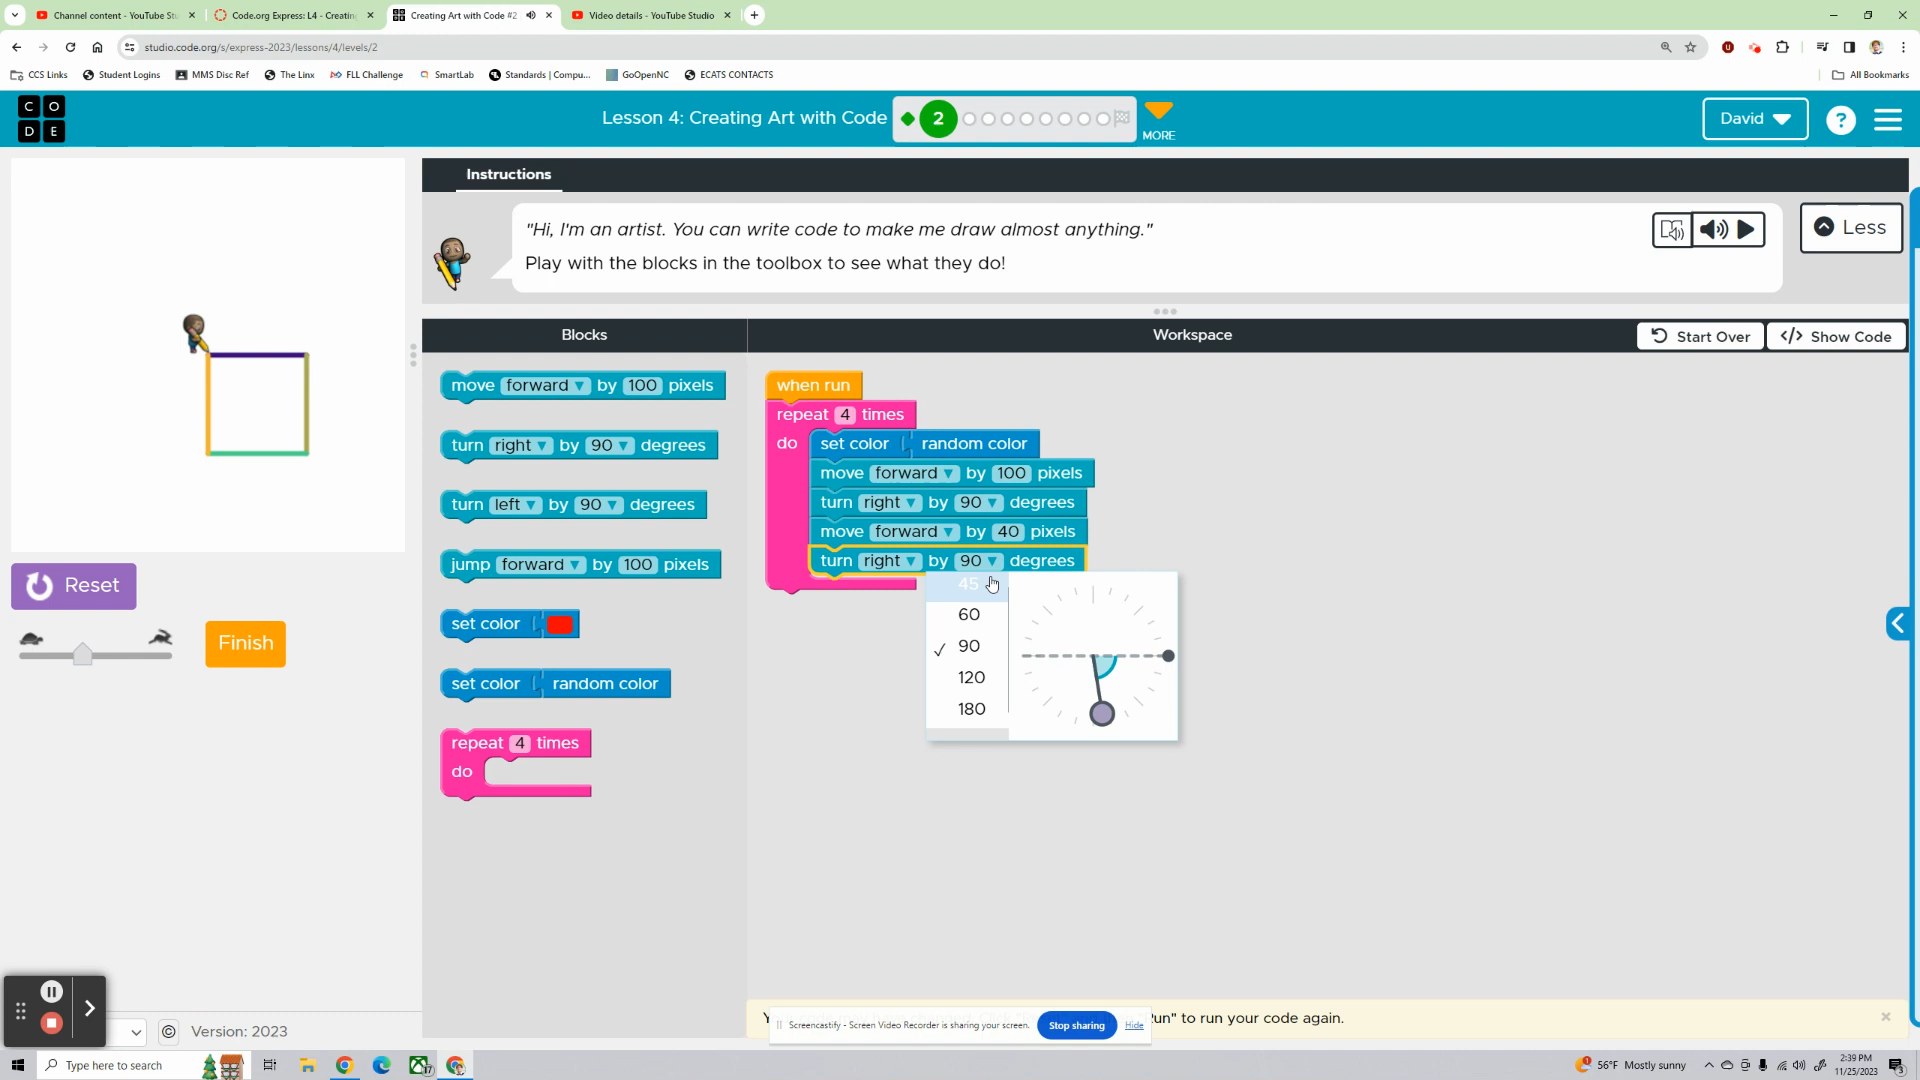 Channel content - YouTube Stu
Code.org Express: L4 - Creatin
Creating Art with Code #2
Video details - YouTube Studio
studio.code.org/s/express-2023/lessons/4/levels/2
CCS Links
Student Logins
MMS Disc Ref
The Linx
FLL Challenge
SmartLab
Standards | Compu...
GoOpenNC
ECATS CONTACTS
All Bookmarks
CODE
Lesson 4: Creating Art with Code
2
MORE
David
?
Instructions
"Hi, I'm an artist. You can write code to make me draw almost anything."
Play with the blocks in the toolbox to see what they do!
Less
Blocks
Workspace
Start Over
</> Show Code
move forward by 100 pixels
turn right by 90 degrees
turn left by 90 degrees
jump forward by 100 pixels
set color
set color random color
repeat 4 times
do
when run
repeat 4 times
do
set color random color
move forward by 100 pixels
turn right by 90 degrees
move forward by 40 pixels
turn right by 90 degrees
45
60
✓ 90
120
180
Reset
Finish
© Version: 2023
Screencastify - Screen Video Recorder is sharing your screen.
Stop sharing
Hide
Run" to run your code again.
Type here to search
17
56°F Mostly sunny
2:39 PM
11/25/2023
3